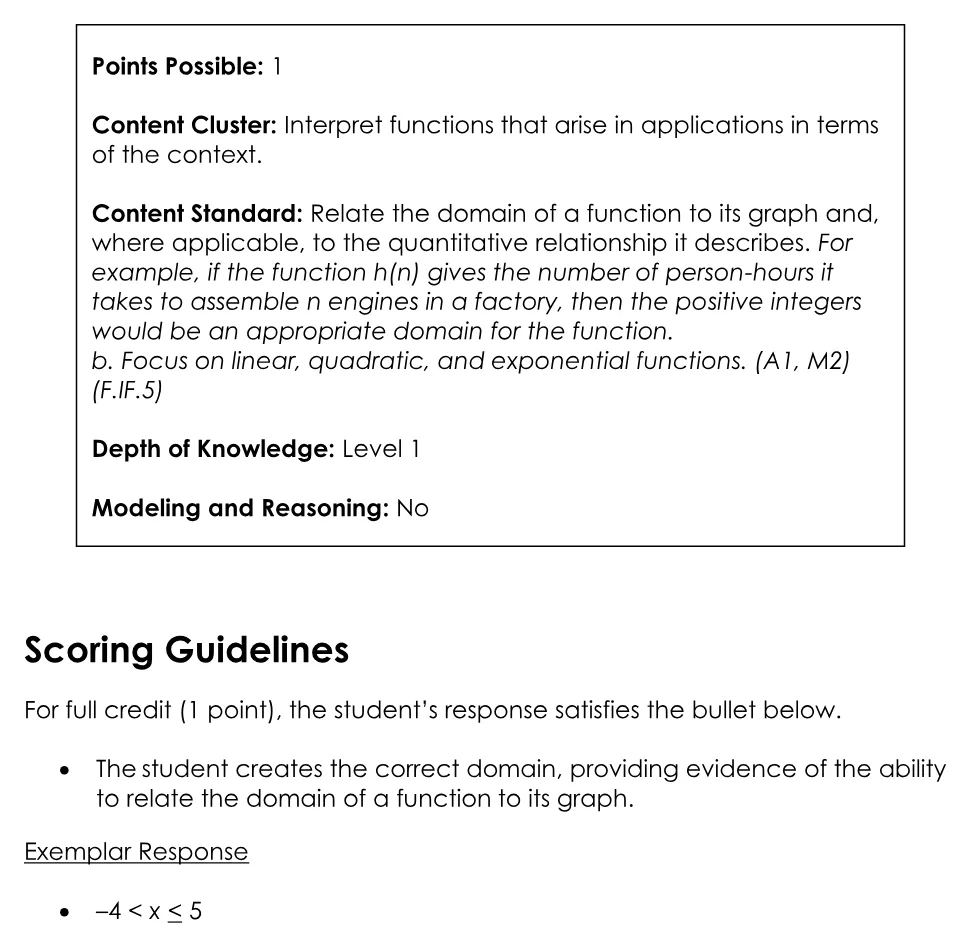 Points Possible: 1
Content Cluster: Interpret functions that arise in applications in terms
of the context.
Content Standard: Relate the domain of a function to its graph and,
where applicable, to the quantitative relationship it describes. For
example, if the function h(n) gives the number of person-hours it
takes to assemble n engines in a factory, then the positive integers
would be an appropriate domain for the function.
b. Focus on linear, quadratic, and exponential functions. (A1, M2)
(F.IF.5)
Depth of Knowledge: Level 1
Modeling and Reasoning: No
Scoring Guidelines
For full credit (1 point), the student’s response satisfies the bullet below.
• The student creates the correct domain, providing evidence of the ability
to relate the domain of a function to its graph.
Exemplar Response
• –4 < x ≤ 5